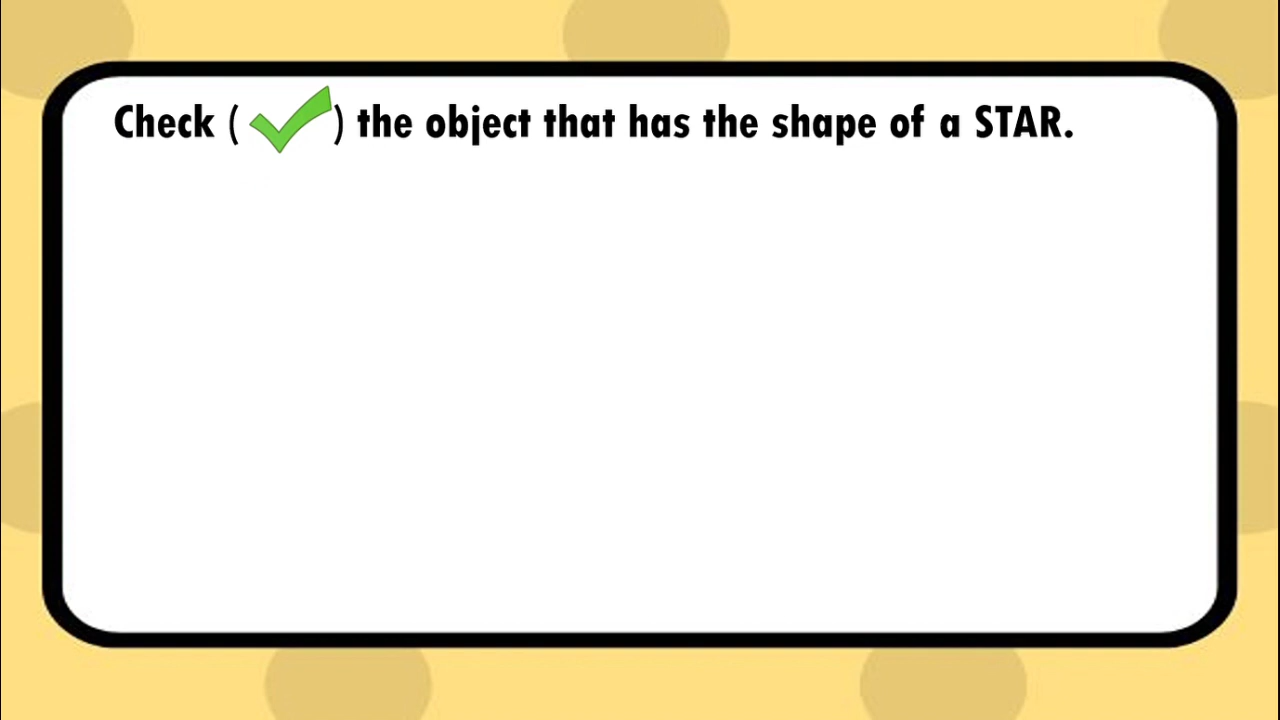 Check ( ✓ ) the object that has the shape of a STAR.